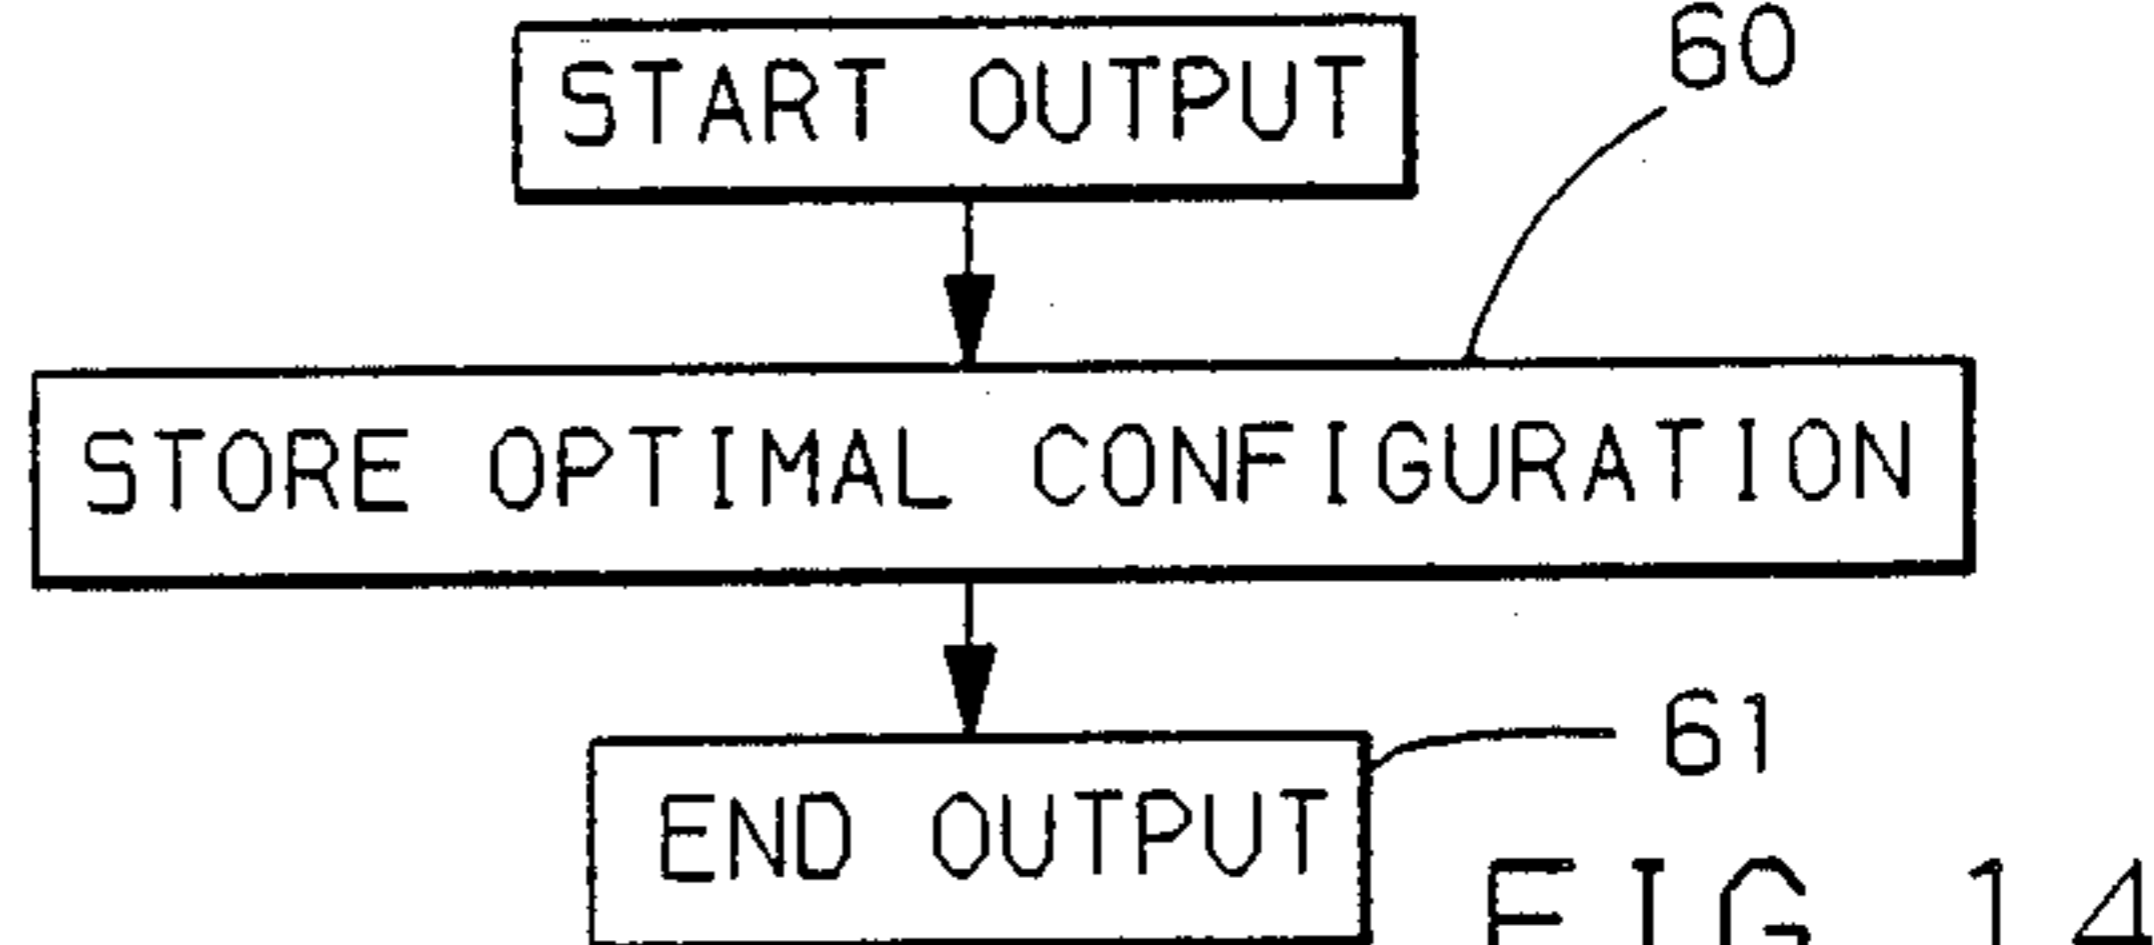 START OUTPUT
60
STORE OPTIMAL CONFIGURATION
61
END OUTPUT
FIG 14